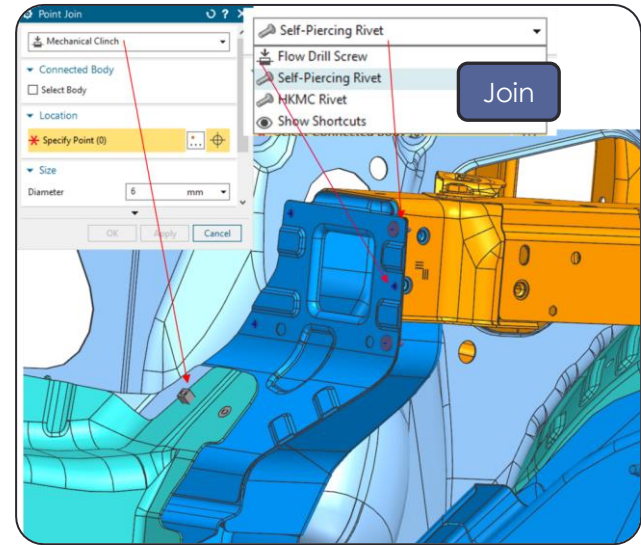 Point Join
Mechanical Clinch
Connected Body
Select Body
Location
Specify Point (0)
Size
Diameter
6
mm
OK
Apply
Cancel
Self-Piercing Rivet
Flow Drill Screw
Self-Piercing Rivet
HKMC Rivet
Show Shortcuts
Join